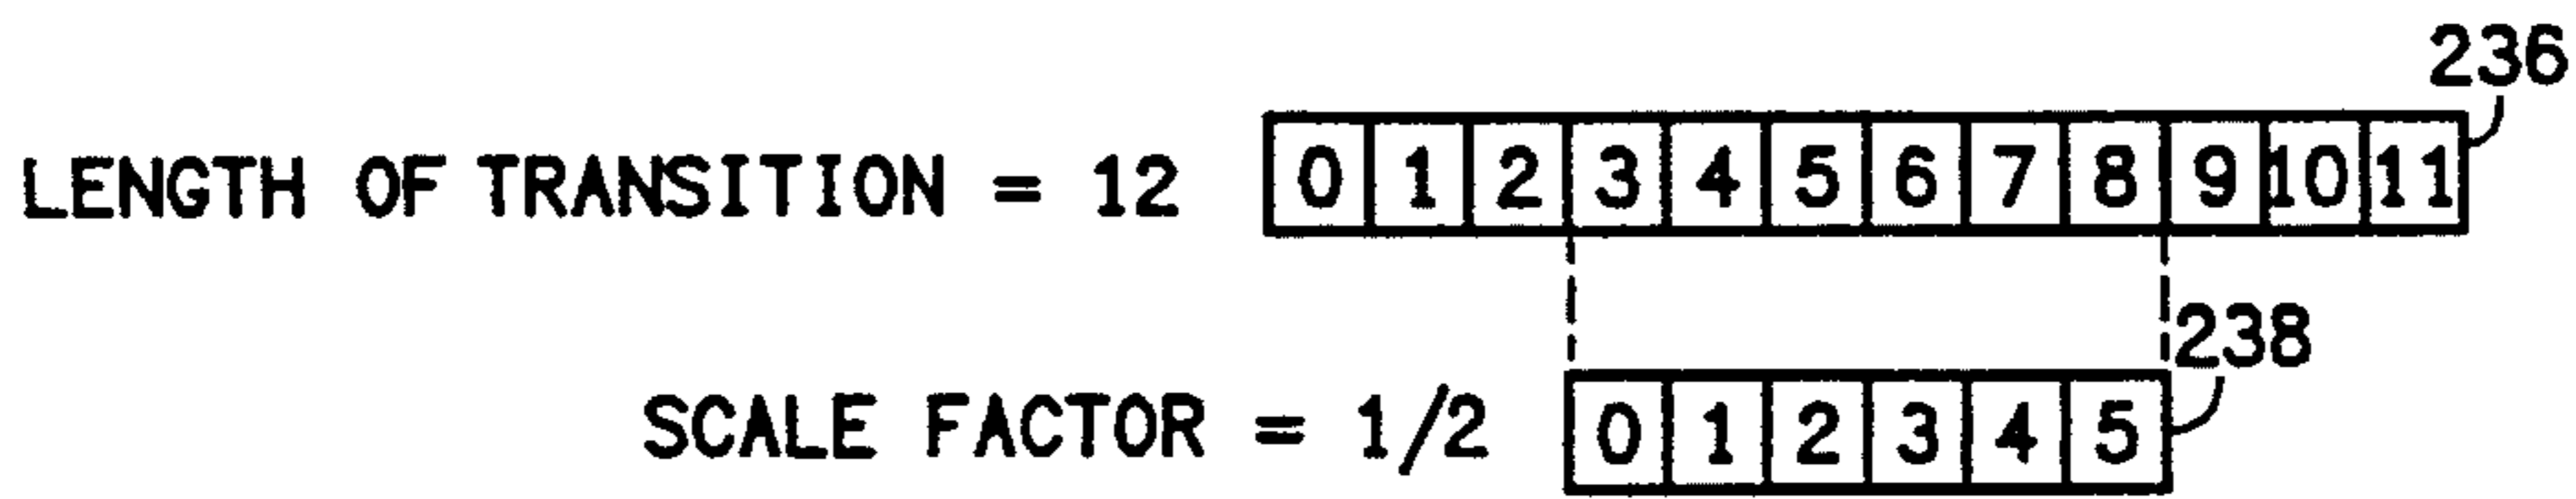 236
LENGTH OF TRANSITION = 12 0 1 2 3 4 5 6 7 8 9 10 11
238
SCALE FACTOR = 1/2 0 1 2 3 4 5